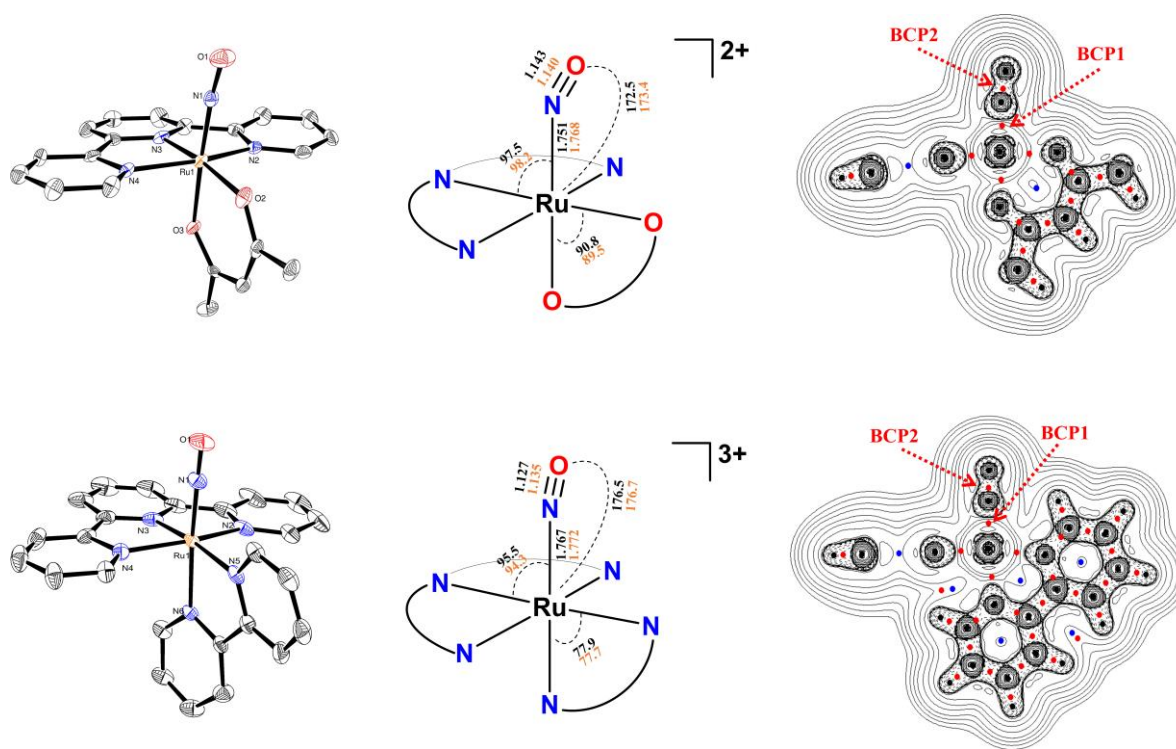 O1
N1
N3
N2
N4
Ru1
O2
O3
2+
O
1.143
1.140
N
172.5
173.4
1.751
1.768
97.5
98.2
N
N
Ru
O
N
90.8
89.5
O
BCP2
BCP1
O1
N1
N3
N2
Ru1
N4
N5
N6
3+
O
1.127
1.135
N
176.5
176.7
1.767
1.772
95.5
94.3
N
N
Ru
N
N
77.9
77.7
N
BCP2
BCP1